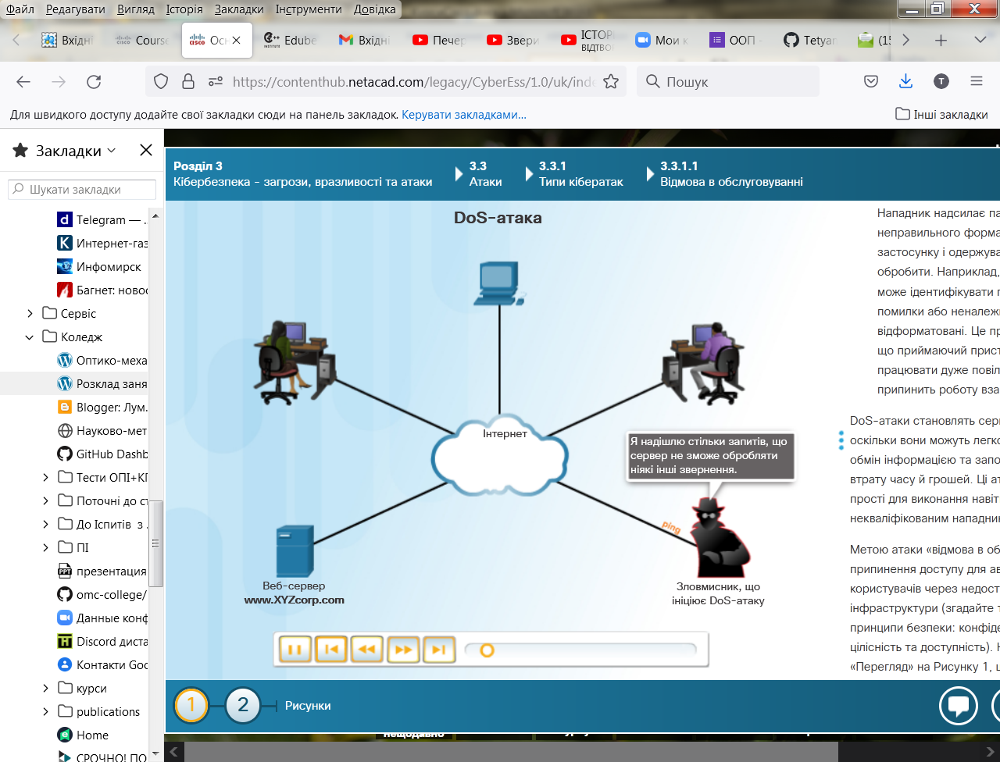 Файл Редагувати Вигляд Історія Закладки Інструменти Довідка
Вхідні
Course
Осн
Edube
Вхідні
Печер
Звери
ІСТОРІ
ВІДТВОР
Мои к
ООП -
Tetyan
(15
https://contenthub.netacad.com/legacy/CyberEss/1.0/uk/inde
Пошук
Для швидкого доступу додайте свої закладки сюди на панель закладок. Керувати закладками…
Інші закладки
Закладки
Шукати закладки
Telegram — .
Интернет-газ
Инфомирск
Багнет: новос
Сервіс
Коледж
Оптико-меха
Розклад заня
Blogger: Лум.
Науково-мет
GitHub Dashb
Тести ОПІ+КГ
Поточні до ст
До Іспитів з .
ПІ
презентация
omc-college/
Данные конф
Discord диста
Контакти Goo
курси
publications
Home
СРОЧНО! ПО
Розділ 3
Кібербезпека - загрози, вразливості та атаки
3.3
Атаки
3.3.1
Типи кібератак
3.3.1.1
Відмова в обслуговуванні
DoS-атака
Інтернет
Я надішлю стільки запитів, що
сервер не зможе обробляти
ніякі інші звернення.
ping
Веб-сервер
www.XYZcorp.com
Зловмисник, що
ініціює DoS-атаку
Нападник надсилає па
неправильного форма
застосунку і одержува
обробити. Наприклад,
може ідентифікувати п
помилки або неналежн
відформатовані. Це пр
що приймаючий прист
працювати дуже повіл
припинить роботу вза
DoS-атаки становлять сері
оскільки вони можуть легко
обмін інформацією та запо
втрату часу й грошей. Ці ат
прості для виконання навіт
некваліфікованим нападник
Метою атаки «відмова в об
припинення доступу для ав
користувачів через недост
інфраструктури (згадайте т
принципи безпеки: конфіде
цілісність та доступність). Н
«Перегляд» на Рисунку 1, щ
1 2 Рисунки
нещодавно